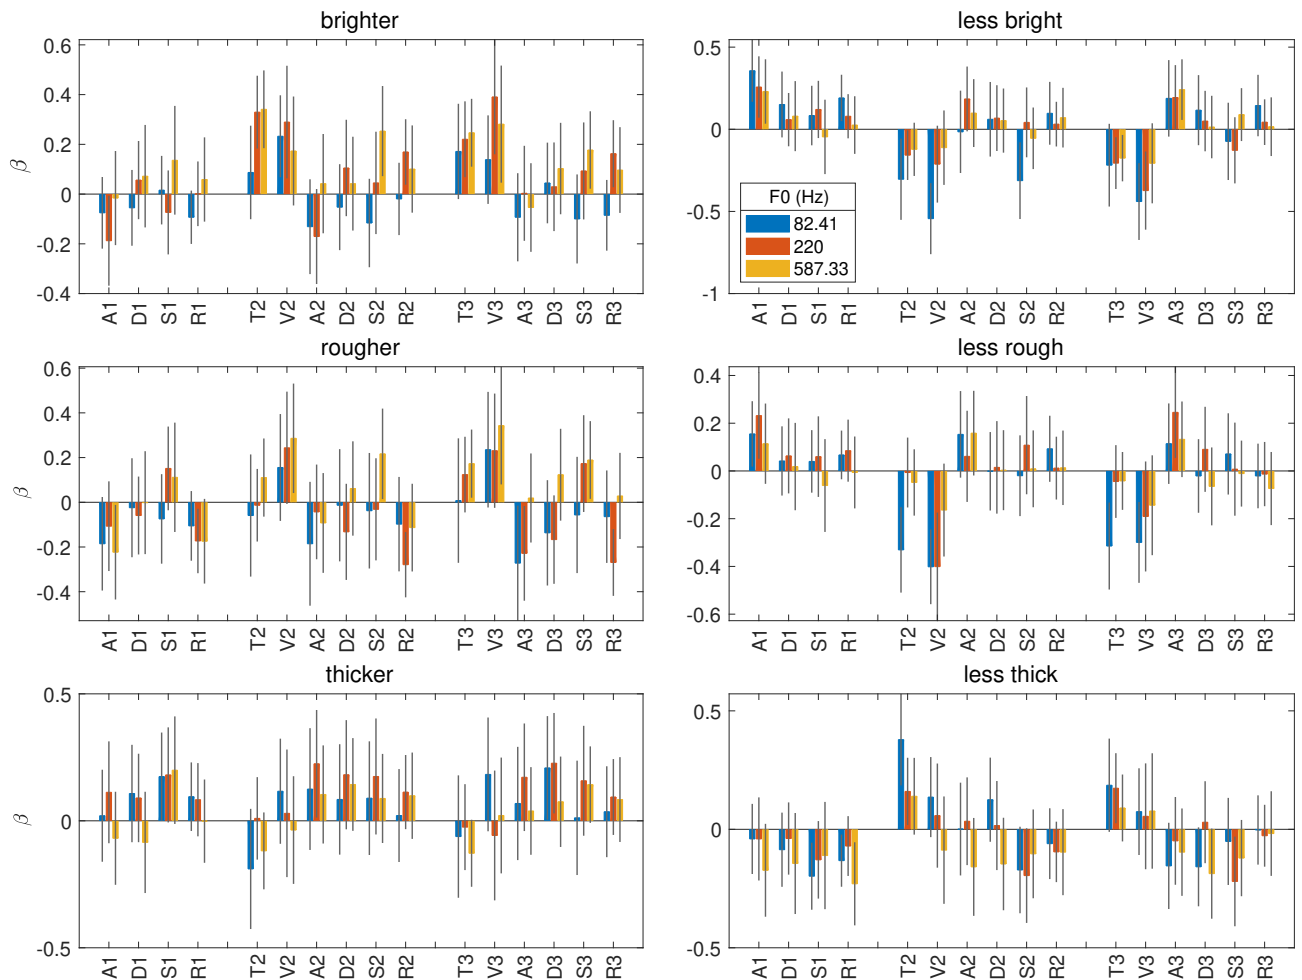 brighter
0.6
0.4
0.2
0
-0.2
-0.4
β
A1 D1 S1 R1 T2 V2 A2 D2 S2 R2 T3 V3 A3 D3 S3 R3
less bright
0.5
0
-0.5
-1
F0 (Hz)
82.41
220
587.33
A1 D1 S1 R1 T2 V2 A2 D2 S2 R2 T3 V3 A3 D3 S3 R3
rougher
0.6
0.4
0.2
0
-0.2
-0.4
β
A1 D1 S1 R1 T2 V2 A2 D2 S2 R2 T3 V3 A3 D3 S3 R3
less rough
0.4
0.2
0
-0.2
-0.4
-0.6
A1 D1 S1 R1 T2 V2 A2 D2 S2 R2 T3 V3 A3 D3 S3 R3
thicker
0.5
0
-0.5
β
A1 D1 S1 R1 T2 V2 A2 D2 S2 R2 T3 V3 A3 D3 S3 R3
less thick
0.5
0
-0.5
A1 D1 S1 R1 T2 V2 A2 D2 S2 R2 T3 V3 A3 D3 S3 R3